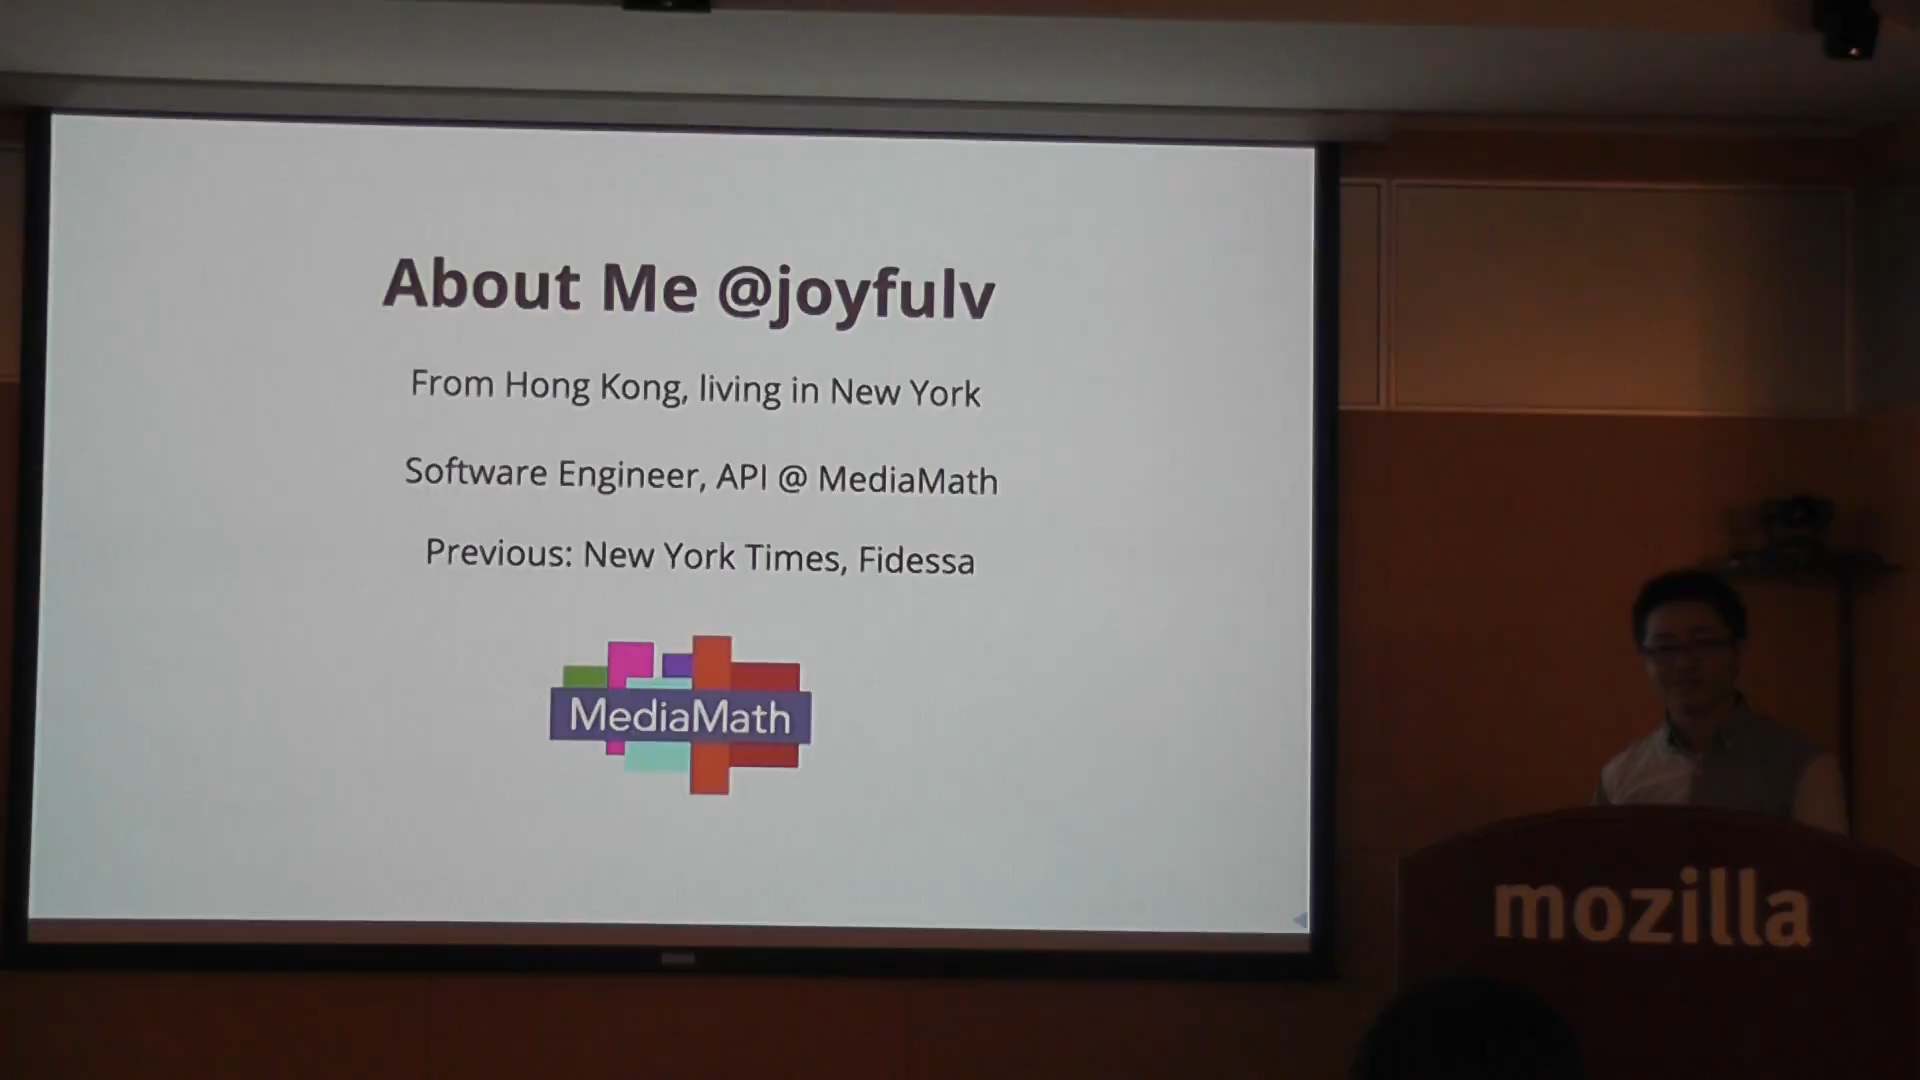 About Me @joyfulv
From Hong Kong, living in New York
Software Engineer, API @ MediaMath
Previous: New York Times, Fidessa
MediaMath
mozilla